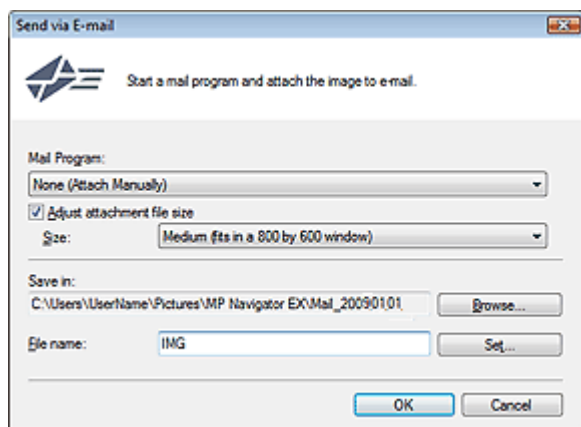 Send via E-mail
Start a mail program and attach the image to e-mail.
Mail Program:
None (Attach Manually)
Adjust attachment file size
Size: Medium (fits in a 800 by 600 window)
Save in:
C:\Users\UserName\Pictures\MP Navigator EX\Mail_20090101 Browse...
File name: IMG Set...
OK Cancel